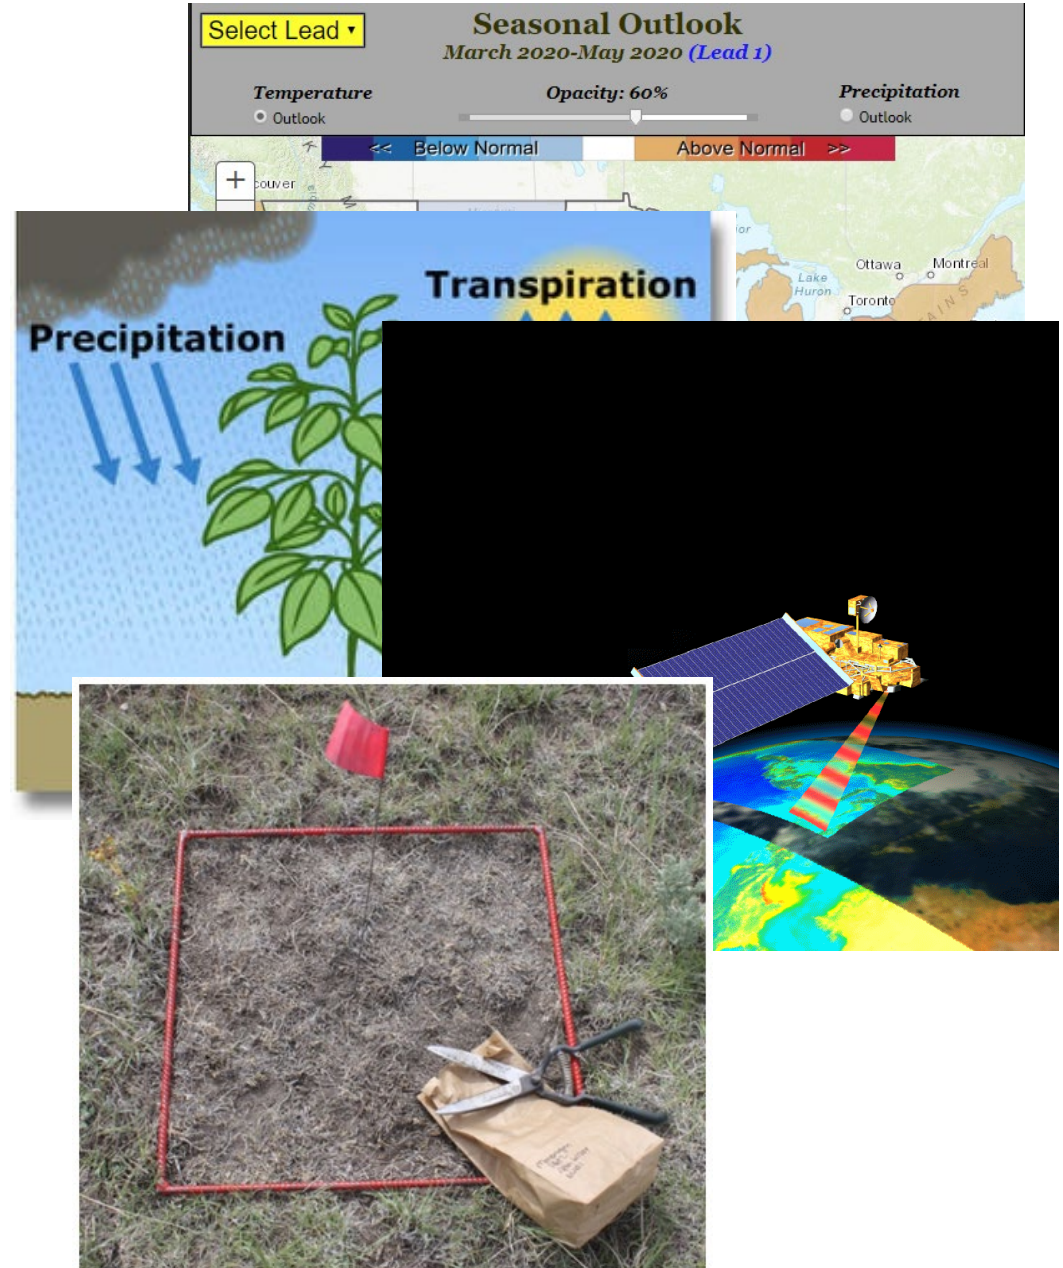 Select Lead ▾
Seasonal Outlook
March 2020-May 2020 (Lead 1)
Temperature
Opacity: 60%
Precipitation
Outlook
Outlook
<< Below Normal
Above Normal >>
+
couver
Ottawa
Montreal
Lake
Huron
Toronto
Transpiration
Precipitation